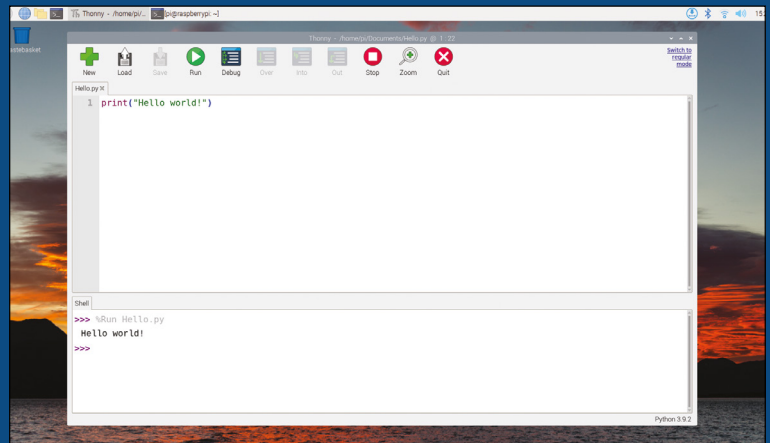 Thonny - /home/pi/...
[pi@raspberrypi: ~]
15:
astebasket
Thonny - /home/pi/Documents/Hello.py @ 1 : 22
New Load Save Run Debug Over Into Out Stop Zoom Quit
Switch to
regular
mode
Hello.py
1 print("Hello world!")
Shell
>>> %Run Hello.py
Hello world!
>>>
Python 3.9.2